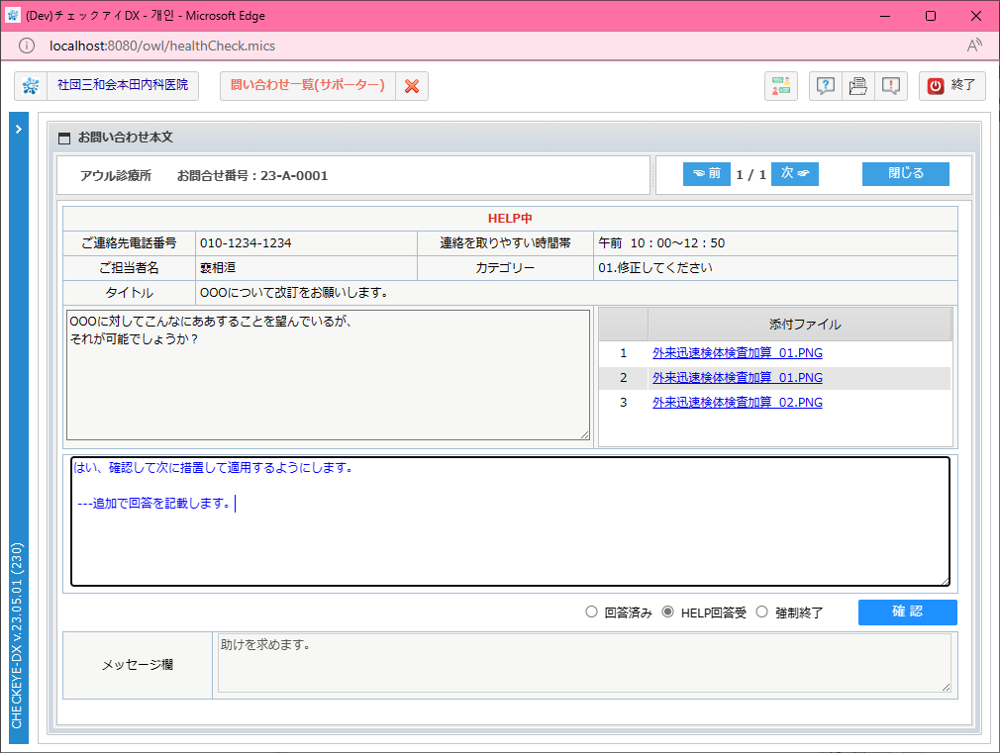 (Dev)チェックアイDX - 개인 - Microsoft Edge
localhost:8080/owl/healthCheck.mics
社団三和会本田内科医院
問い合わせ一覧(サポーター)
終了
お問い合わせ本文
アウル診療所 お問合せ番号：23-A-0001
前 1 / 1 次 閉じる
HELP中
ご連絡先電話番号 010-1234-1234 連絡を取りやすい時間帯 午前 10：00～12：50
ご担当者名 裵相洹 カテゴリー 01.修正してください
タイトル OOOについて改訂をお願いします。
OOOに対してこんなにああすることを望んでいるが、
それが可能でしょうか？
添付ファイル
1 外来迅速検体検査加算_01.PNG
2 外来迅速検体検査加算_01.PNG
3 外来迅速検体検査加算_02.PNG
はい、確認して次に措置して適用するようにします。
---追加で回答を記載します。
回答済み HELP回答受 強制終了 確 認
メッセージ欄 助けを求めます。
CHECKEYE-DX v.23.05.01 (230)